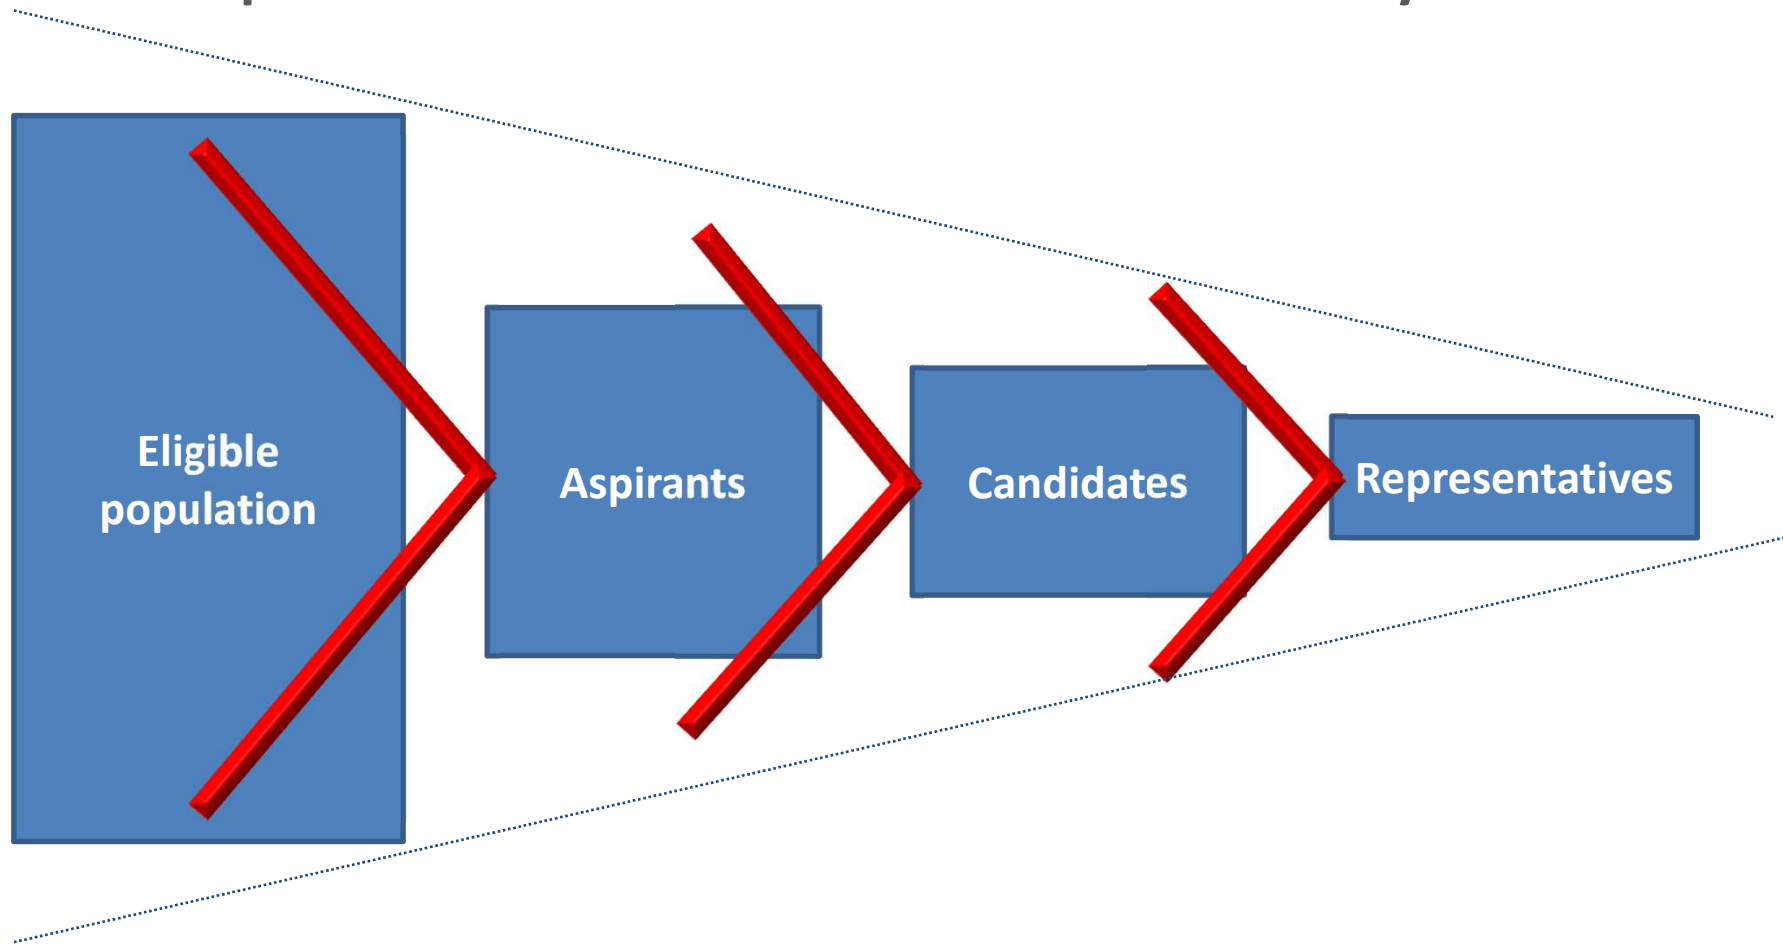 Eligible
population
Aspirants
Candidates
Representatives